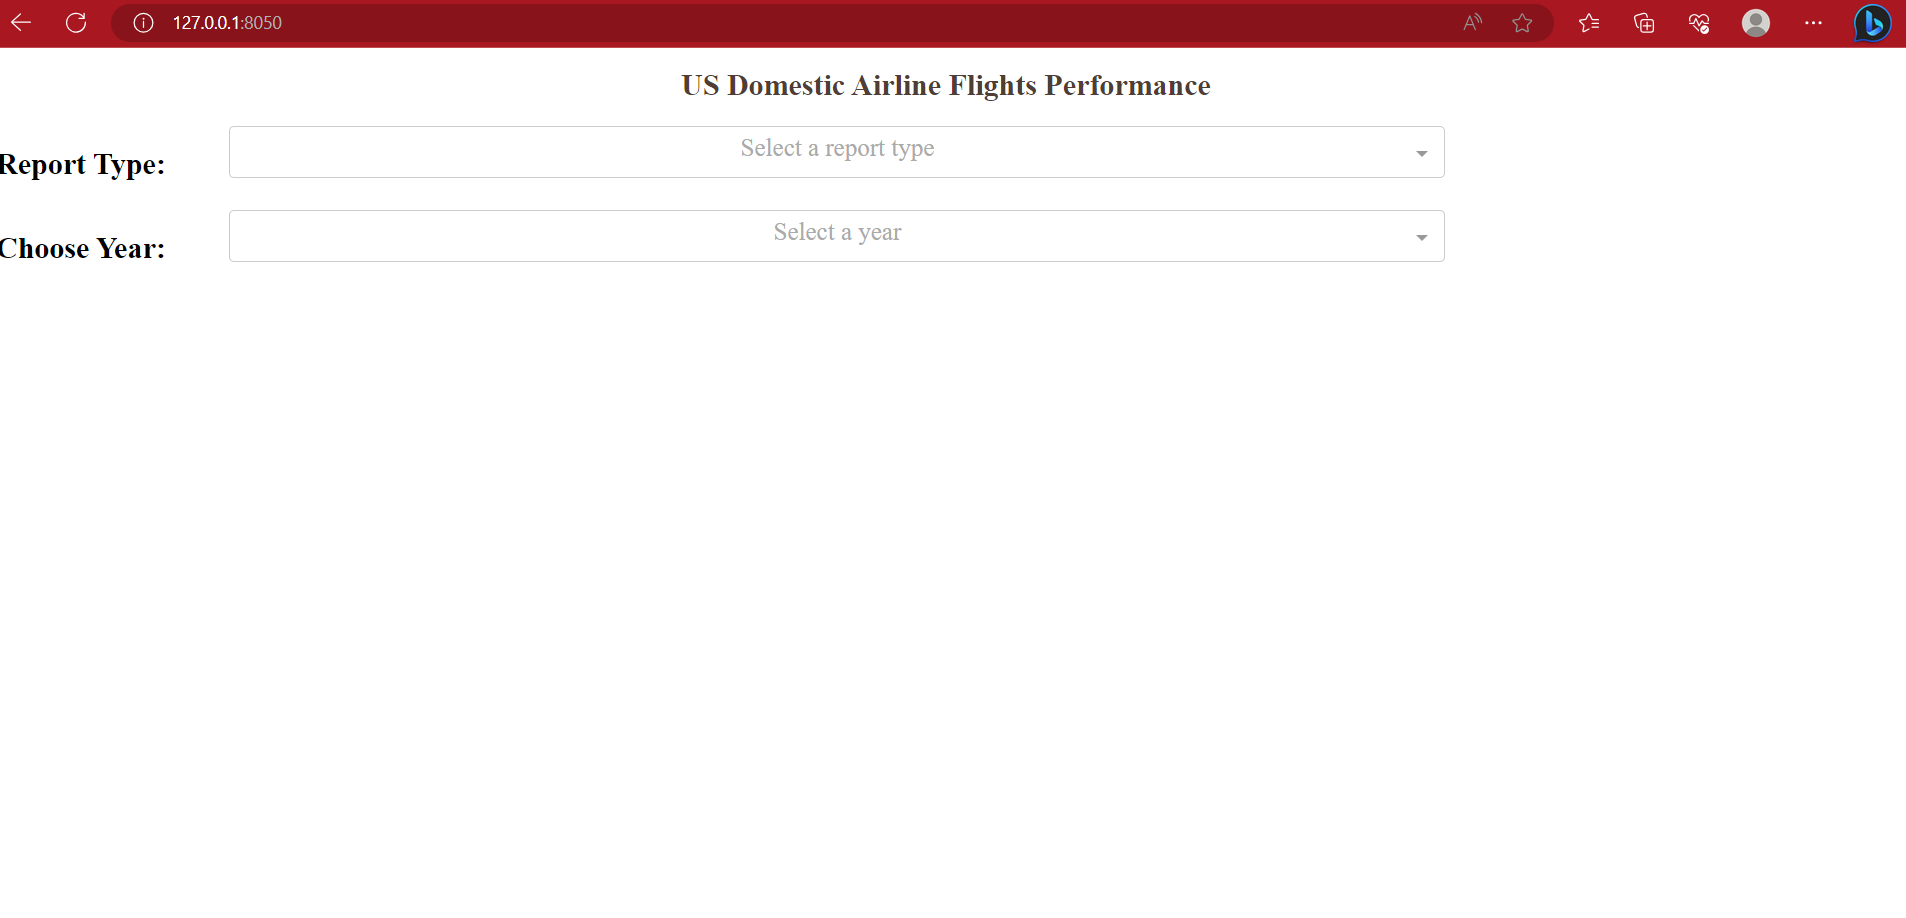 127.0.0.1:8050
US Domestic Airline Flights Performance
Report Type:
Select a report type
Choose Year:
Select a year